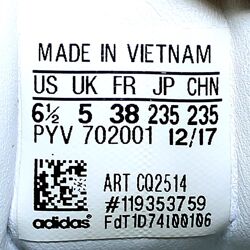 MADE IN VIETNAM
US UK FR JP CHN
6½ 5 38 235 235
PYV 702001 12/17
ART CQ2514
#119353759
adidas® FdT1D74I00106